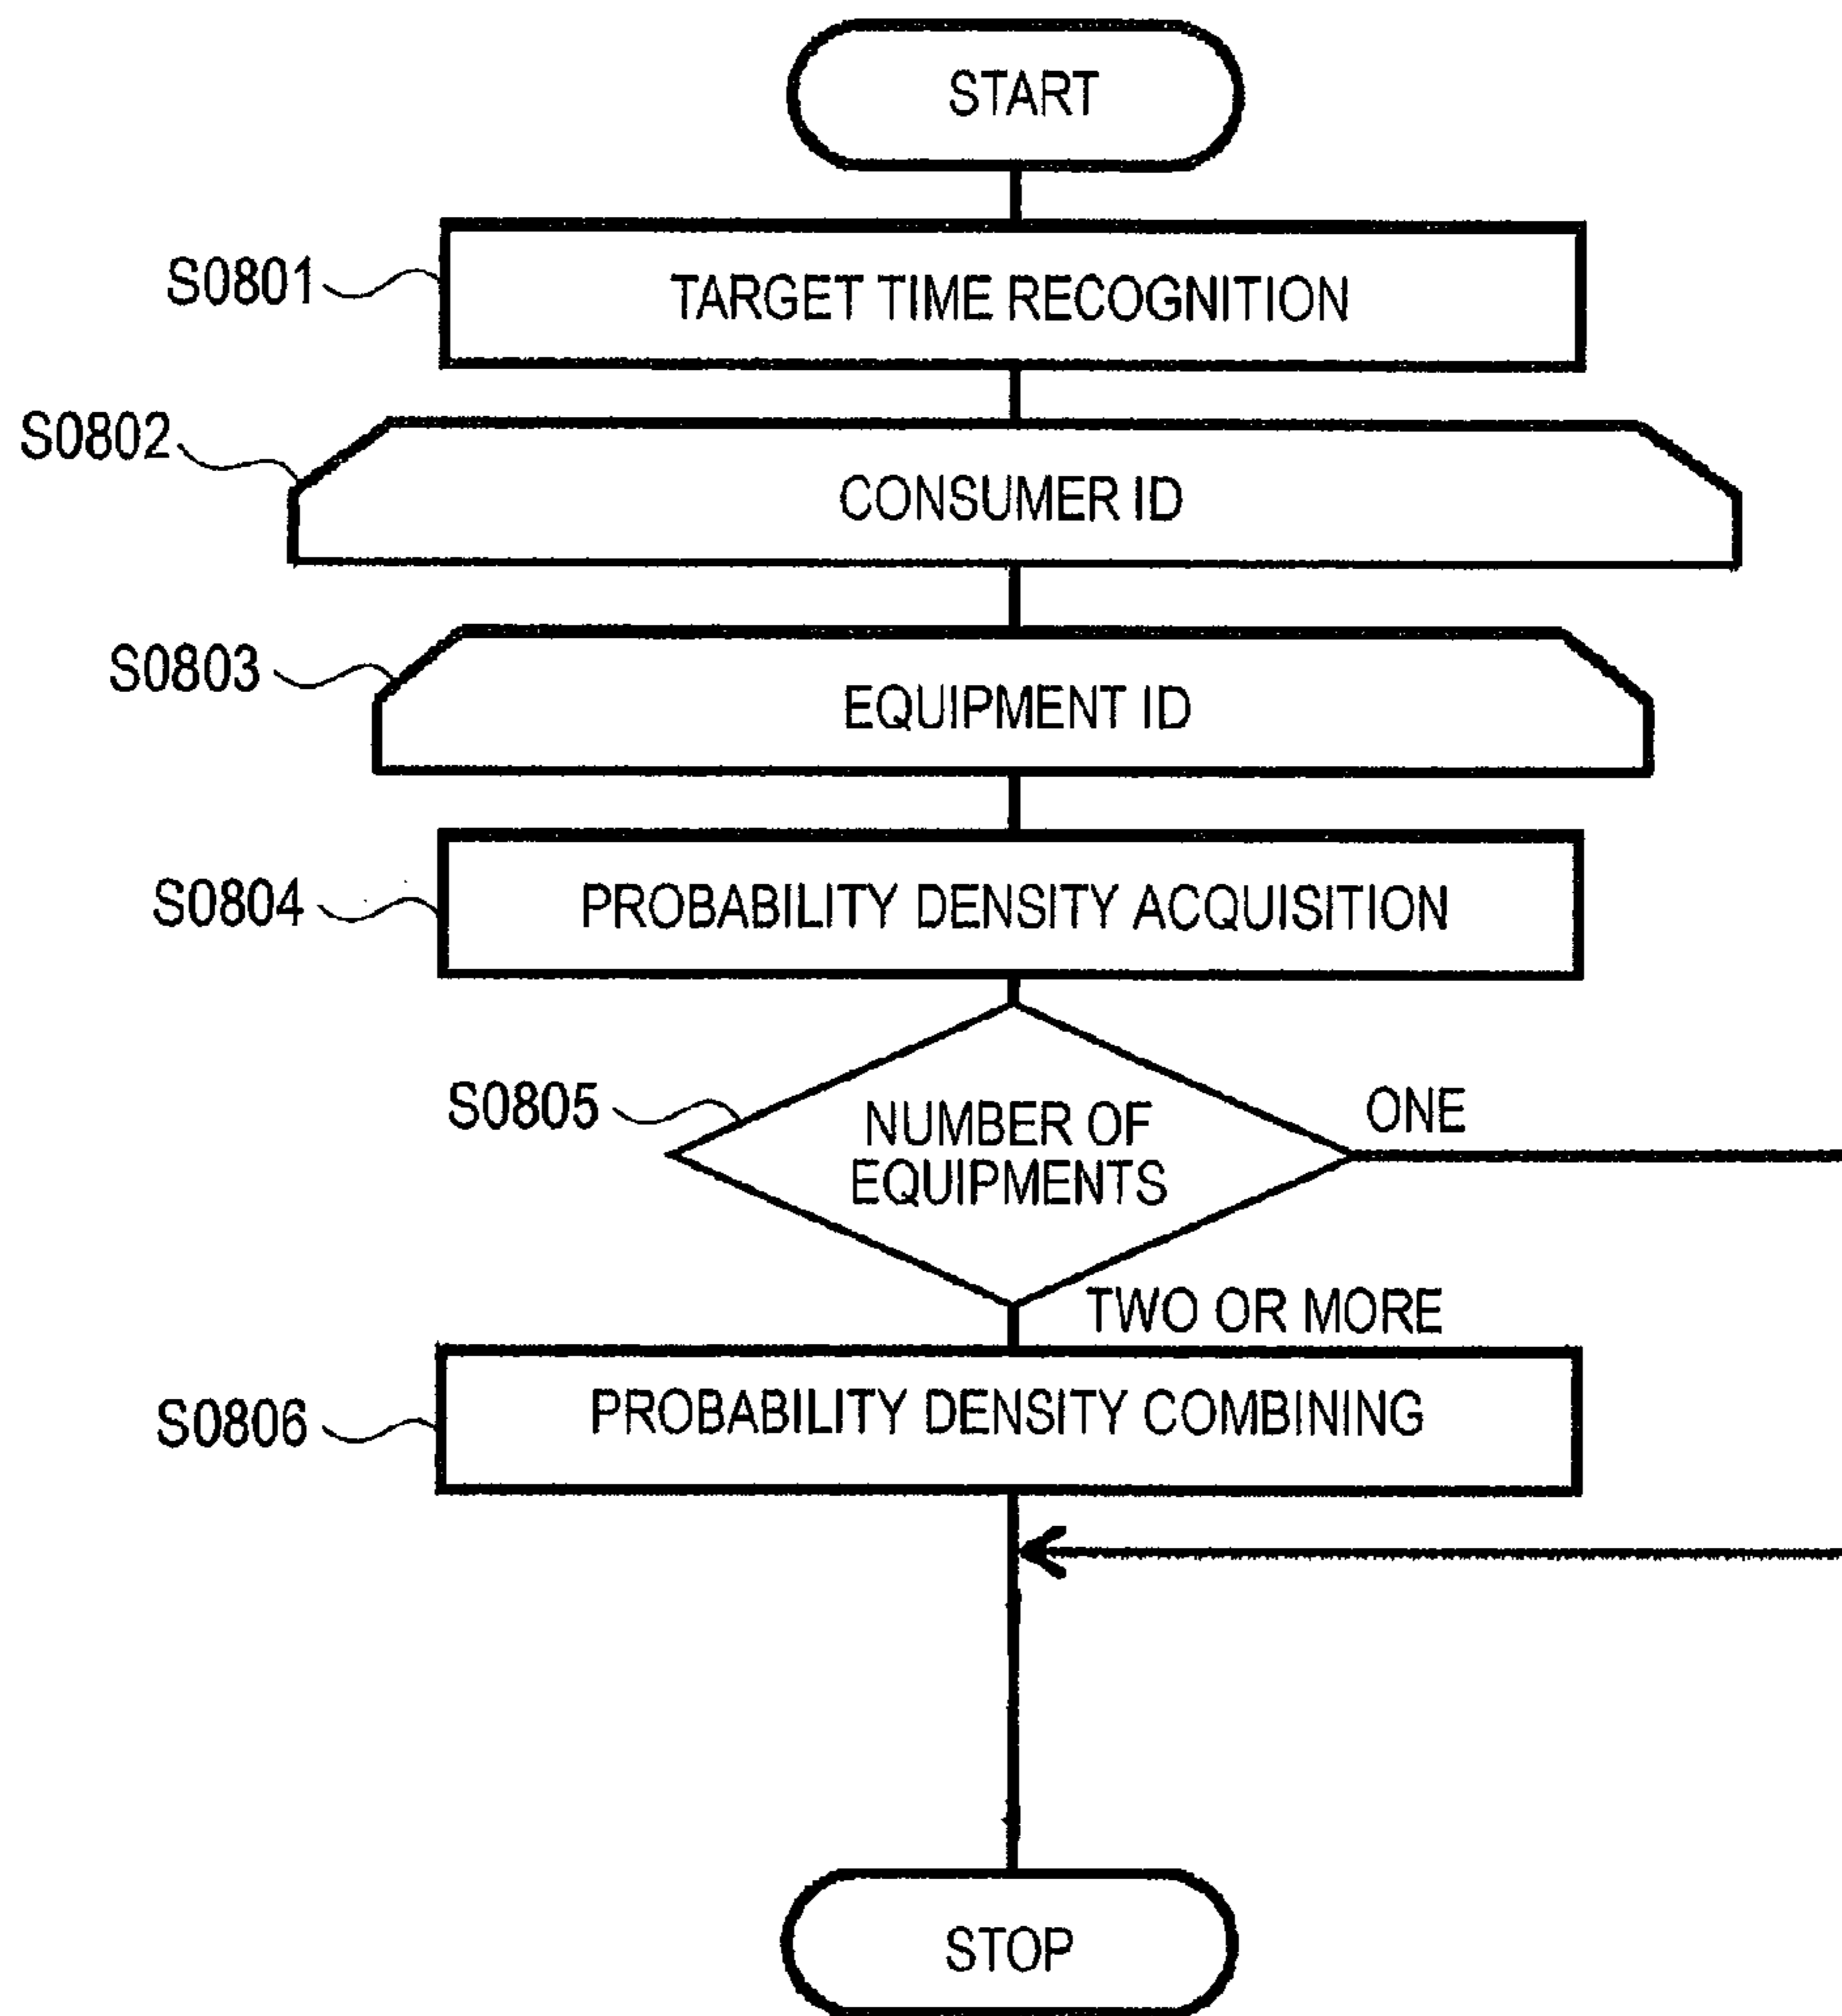 START
S0801
TARGET TIME RECOGNITION
S0802
CONSUMER ID
S0803
EQUIPMENT ID
S0804
PROBABILITY DENSITY ACQUISITION
S0805
NUMBER OF
EQUIPMENTS
ONE
TWO OR MORE
S0806
PROBABILITY DENSITY COMBINING
STOP